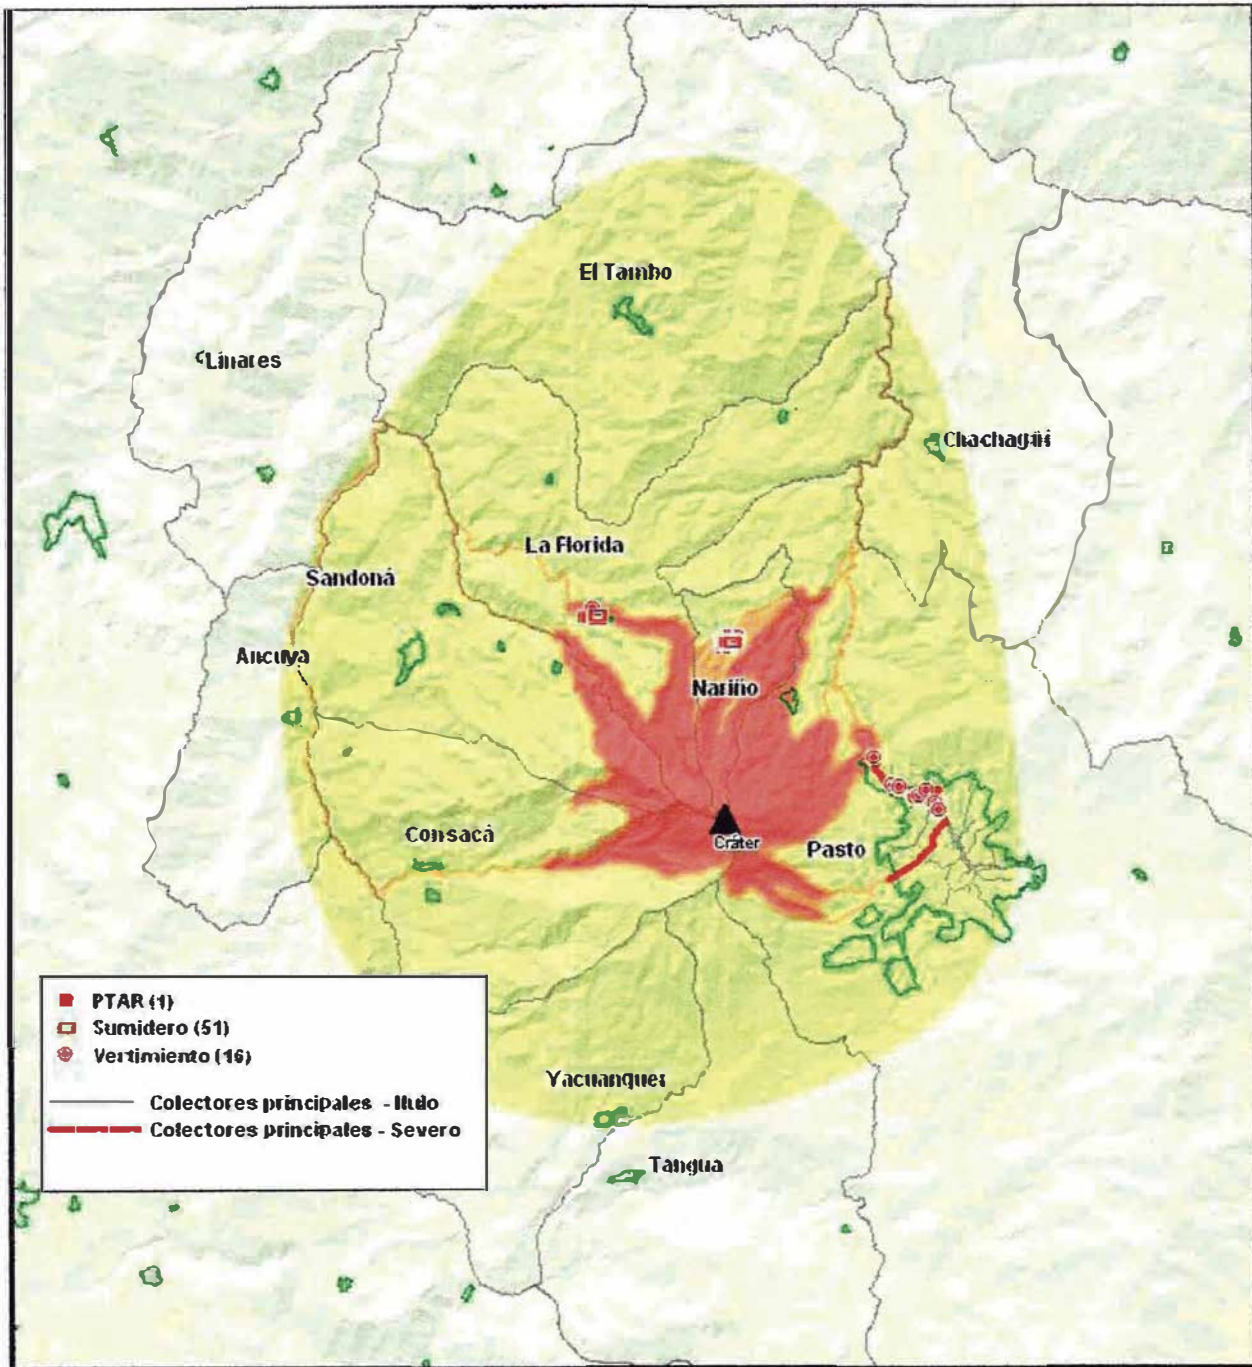 El Tambo
Linares
Chachagüí
La Florida
Sandoná
Ancuya
Nariño
Consacá
Cráter
Pasto
PTAR (1)
Sumidero (51)
Vertimiento (16)
Colectores principales - Nulo
Colectores principales - Severo
Yacuanquer
Tangua